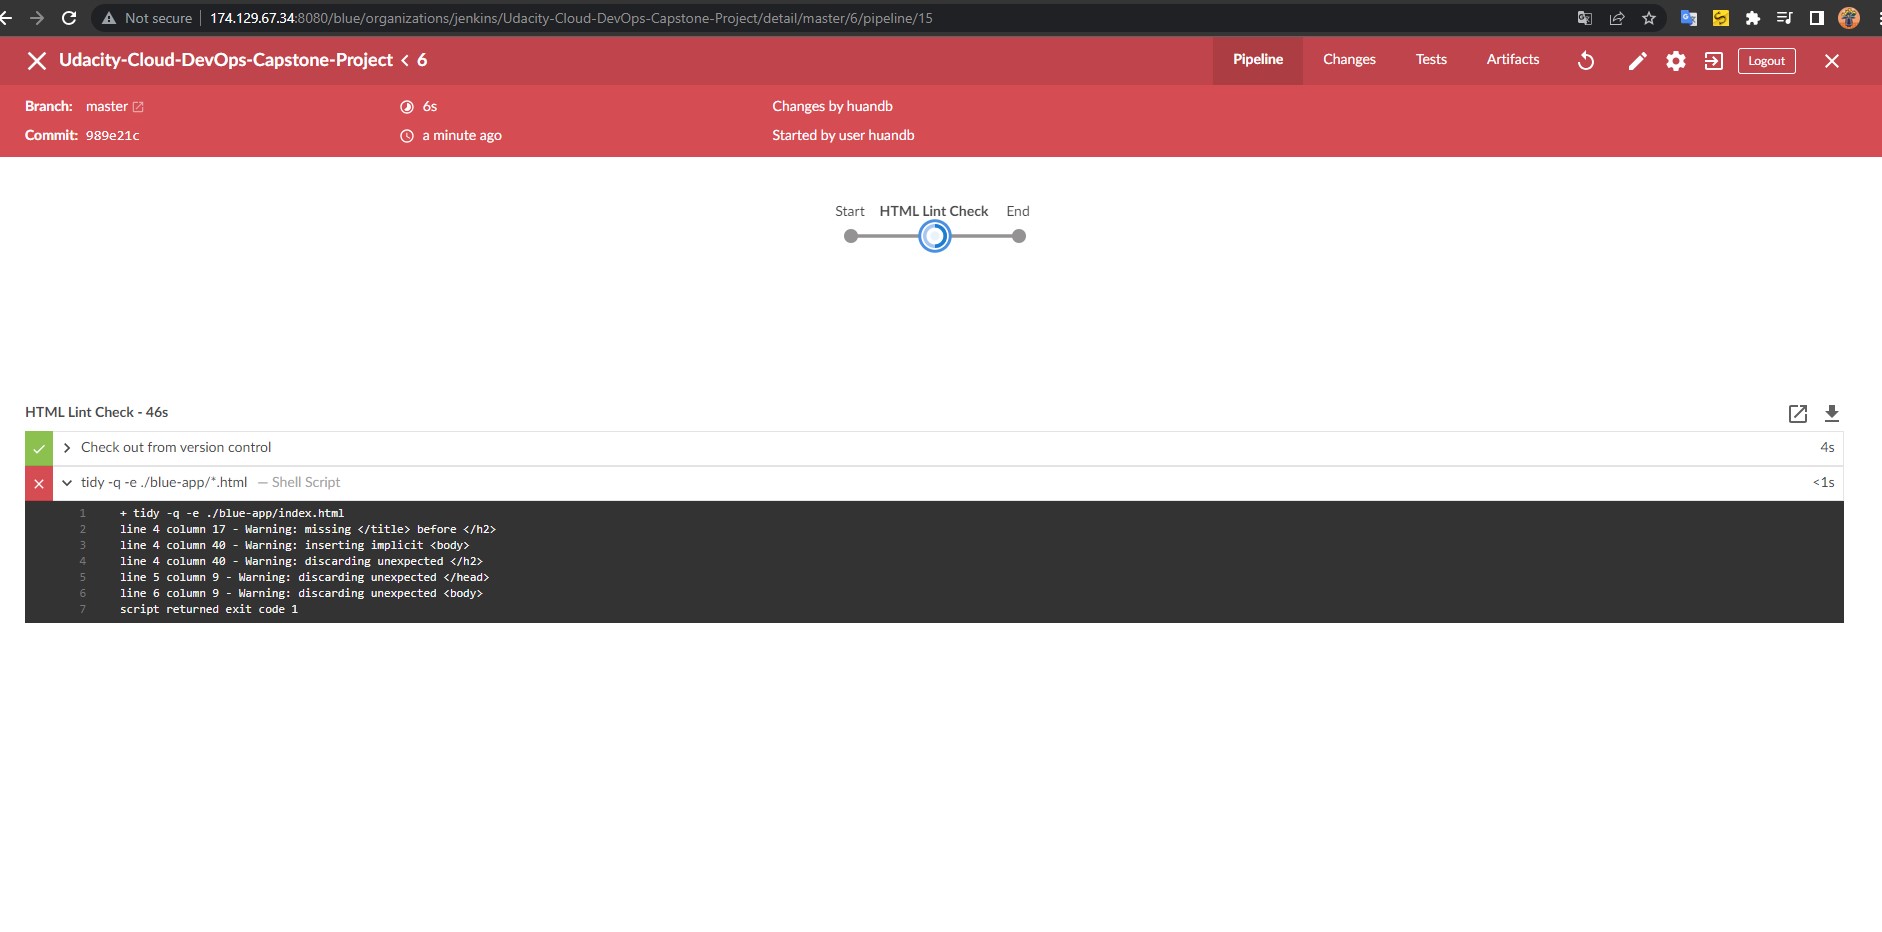 Not secure | 174.129.67.34:8080/blue/organizations/jenkins/Udacity-Cloud-DevOps-Capstone-Project/detail/master/6/pipeline/15
Udacity-Cloud-DevOps-Capstone-Project < 6
Pipeline Changes Tests Artifacts Logout
Branch: master 6s Changes by huandb
Commit: 989e21c a minute ago Started by user huandb
Start HTML Lint Check End
HTML Lint Check - 46s
Check out from version control 4s
tidy -q -e ./blue-app/*.html — Shell Script <1s
1 + tidy -q -e ./blue-app/index.html
2 line 4 column 17 - Warning: missing </title> before </h2>
3 line 4 column 40 - Warning: inserting implicit <body>
4 line 4 column 40 - Warning: discarding unexpected </h2>
5 line 5 column 9 - Warning: discarding unexpected </head>
6 line 6 column 9 - Warning: discarding unexpected <body>
7 script returned exit code 1